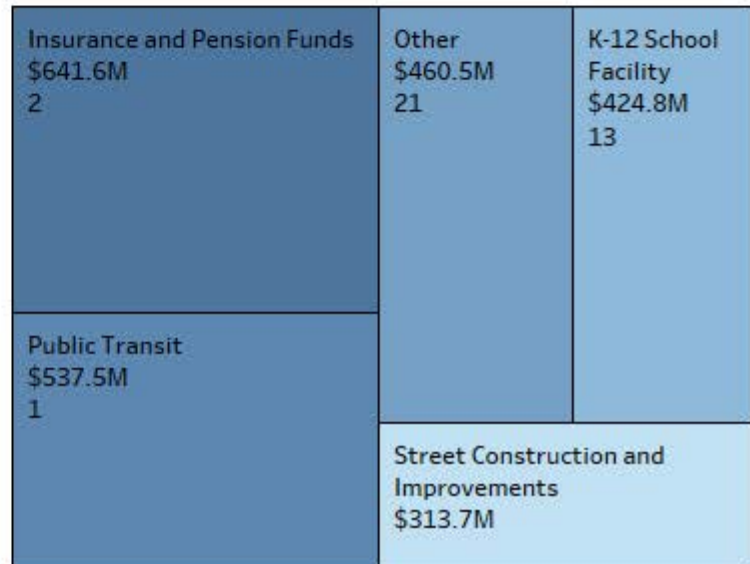 Insurance and Pension Funds
$641.6M
2
Other
$460.5M
21
K-12 School
Facility
$424.8M
13
Public Transit
$537.5M
1
Street Construction and
Improvements
$313.7M